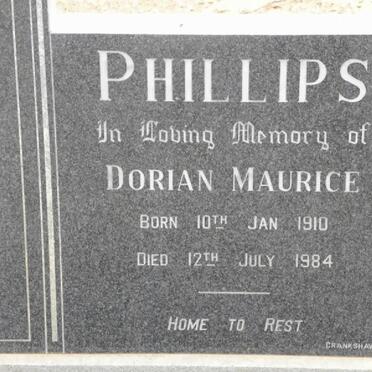 PHILLIPS
In Loving Memory of
DORIAN MAURICE
BORN 10TH JAN 1910
DIED 12TH JULY 1984
HOME TO REST